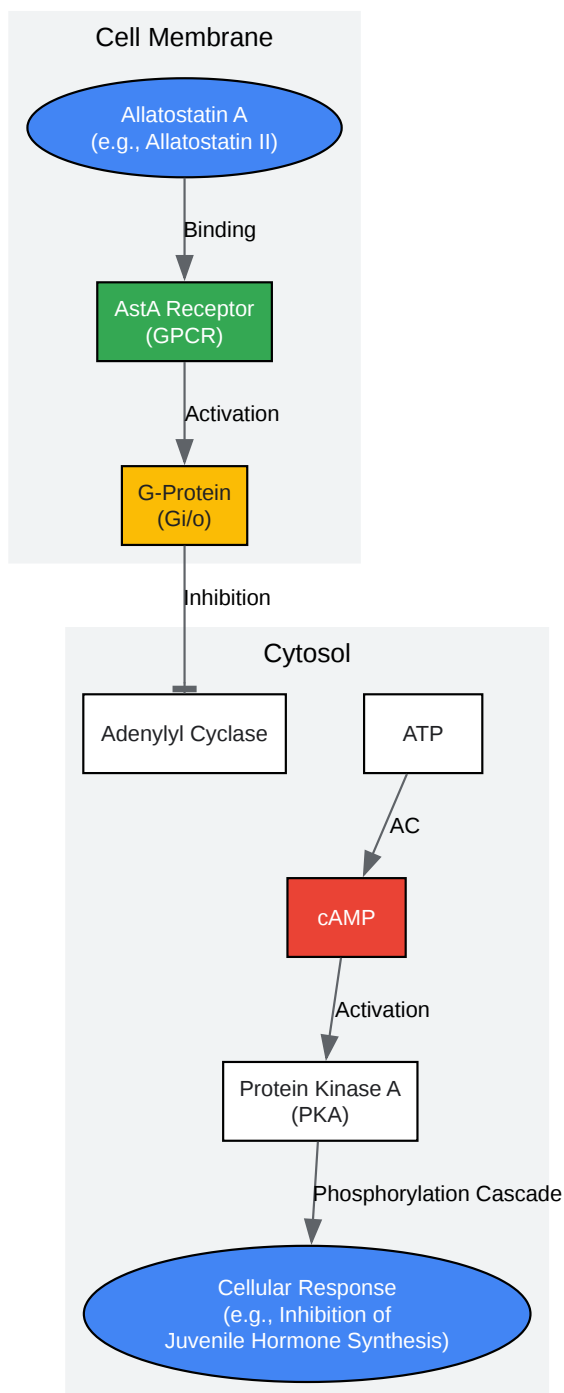 Cell Membrane
Allatostatin A
(e.g., Allatostatin II)
Binding
AstA Receptor
(GPCR)
Activation
G-Protein
(Gi/o)
Inhibition
Cytosol
Adenylyl Cyclase
ATP
AC
cAMP
Activation
Protein Kinase A
(PKA)
Phosphorylation Cascade
Cellular Response
(e.g., Inhibition of
Juvenile Hormone Synthesis)